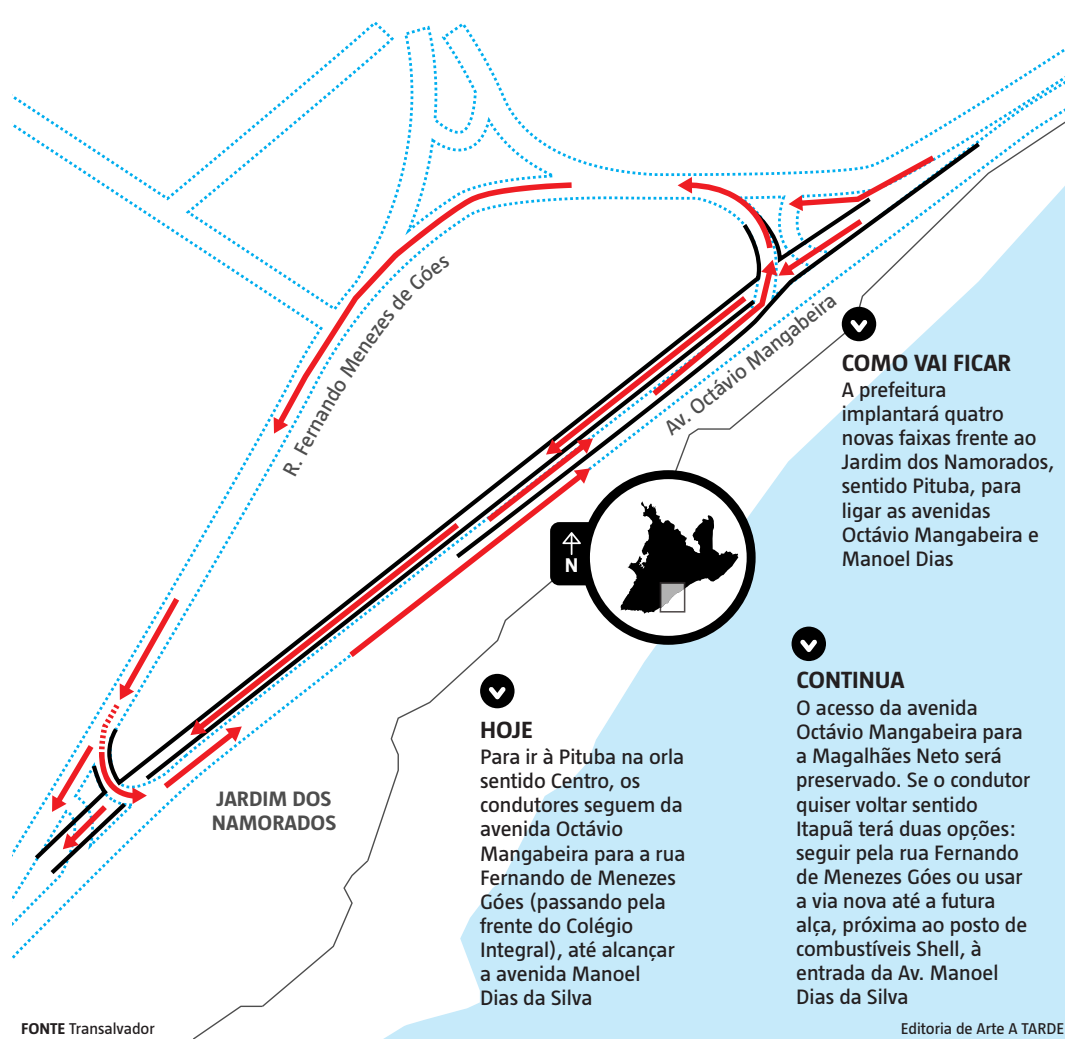 R. Fernando Menezes de Góes
Av. Octávio Mangabeira
COMO VAI FICAR
A prefeitura
implantará quatro
novas faixas frente ao
Jardim dos Namorados,
sentido Pituba, para
ligar as avenidas
Octávio Mangabeira e
Manoel Dias
N
HOJE
Para ir à Pituba na orla
sentido Centro, os
condutores seguem da
avenida Octávio
Mangabeira para a rua
Fernando de Menezes
Góes (passando pela
frente do Colégio
Integral), até alcançar
a avenida Manoel
Dias da Silva
CONTINUA
O acesso da avenida
Octávio Mangabeira para
a Magalhães Neto será
preservado. Se o condutor
quiser voltar sentido
Itapuã terá duas opções:
seguir pela rua Fernando
de Menezes Góes ou usar
a via nova até a futura
alça, próxima ao posto de
combustíveis Shell, à
entrada da Av. Manoel
Dias da Silva
JARDIM DOS
NAMORADOS
FONTE Transalvador
Editoria de Arte A TARDE